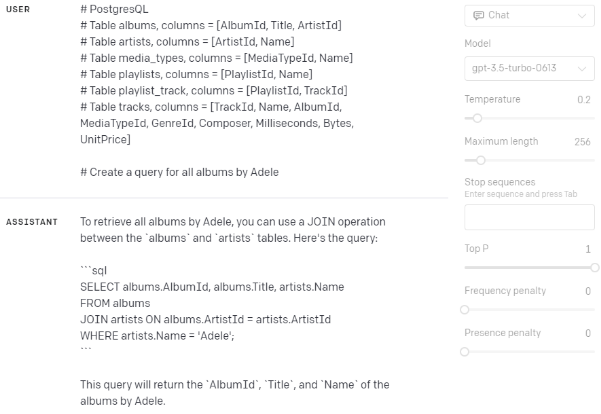 USER
# PostgreSQL
# Table albums, columns = [AlbumId, Title, ArtistId]
# Table artists, columns = [ArtistId, Name]
# Table media_types, columns = [MediaTypeId, Name]
# Table playlists, columns = [PlaylistId, Name]
# Table playlist_track, columns = [PlaylistId, TrackId]
# Table tracks, columns = [TrackId, Name, AlbumId,
MediaTypeId, GenreId, Composer, Milliseconds, Bytes,
UnitPrice]
# Create a query for all albums by Adele
ASSISTANT
To retrieve all albums by Adele, you can use a JOIN operation
between the `albums` and `artists` tables. Here's the query:
```sql
SELECT albums.AlbumId, albums.Title, artists.Name
FROM albums
JOIN artists ON albums.ArtistId = artists.ArtistId
WHERE artists.Name = 'Adele';
```
This query will return the `AlbumId`, `Title`, and `Name` of the
albums by Adele.
Chat
Model
gpt-3.5-turbo-0613
Temperature 0.2
Maximum length 256
Stop sequences
Enter sequence and press Tab
Top P 1
Frequency penalty 0
Presence penalty 0